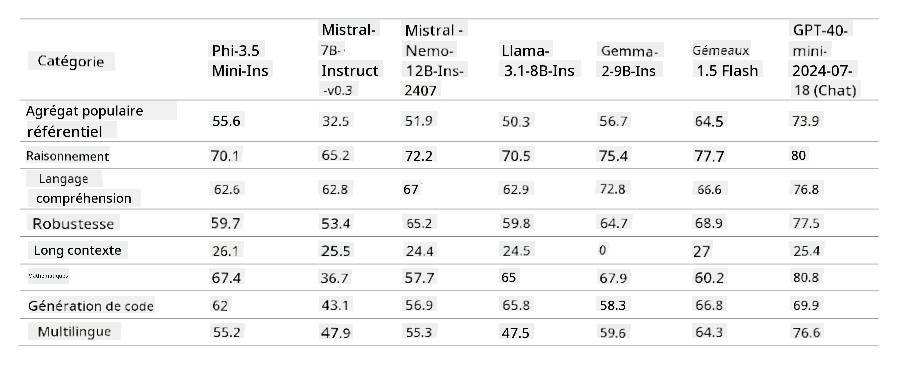 Catégorie Phi-3.5 Mini-Ins Mistral-7B- Instruct -v0.3 Mistral - Nemo-12B-Ins-2407 Llama-3.1-8B-Ins Gemma-2-9B-Ins Gémeaux 1.5 Flash GPT-40-mini-2024-07-18 (Chat)
Agrégat populaire référentiel 55.6 32.5 51.9 50.3 56.7 64.5 73.9
Raisonnement 70.1 65.2 72.2 70.5 75.4 77.7 80
Langage compréhension 62.6 62.8 67 62.9 72.8 66.6 76.8
Robustesse 59.7 53.4 65.2 59.8 64.7 68.9 77.5
Long contexte 26.1 25.5 24.4 24.5 0 27 25.4
Mathématiques 67.4 36.7 57.7 65 67.9 60.2 80.8
Génération de code 62 43.1 56.9 65.8 58.3 66.8 69.9
Multilingue 55.2 47.9 55.3 47.5 59.6 64.3 76.6